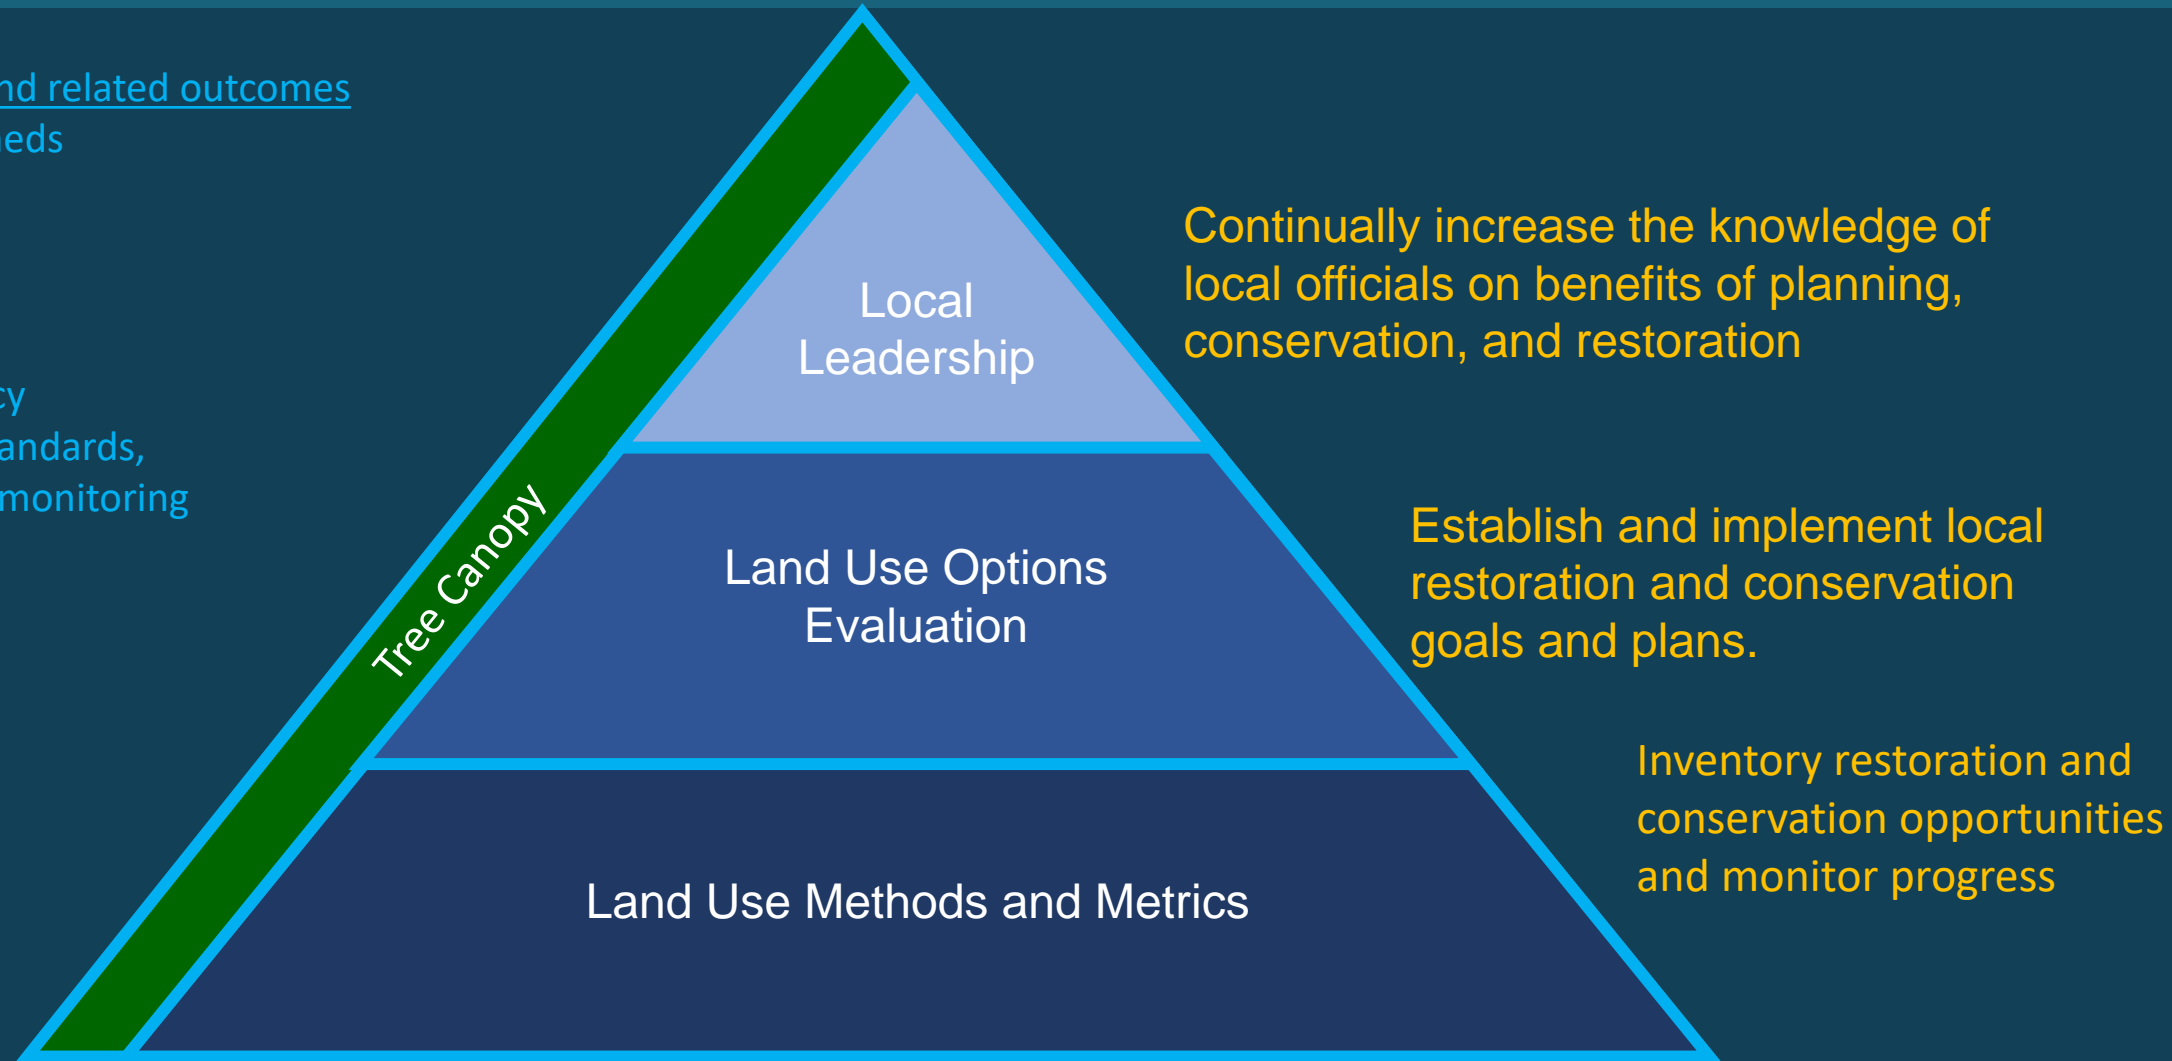 nd related outcomes
neds
cy
andards,
monitoring
Tree Canopy
Local
Leadership
Continually increase the knowledge of
local officials on benefits of planning,
conservation, and restoration
Land Use Options
Evaluation
Establish and implement local
restoration and conservation
goals and plans.
Land Use Methods and Metrics
Inventory restoration and
conservation opportunities
and monitor progress